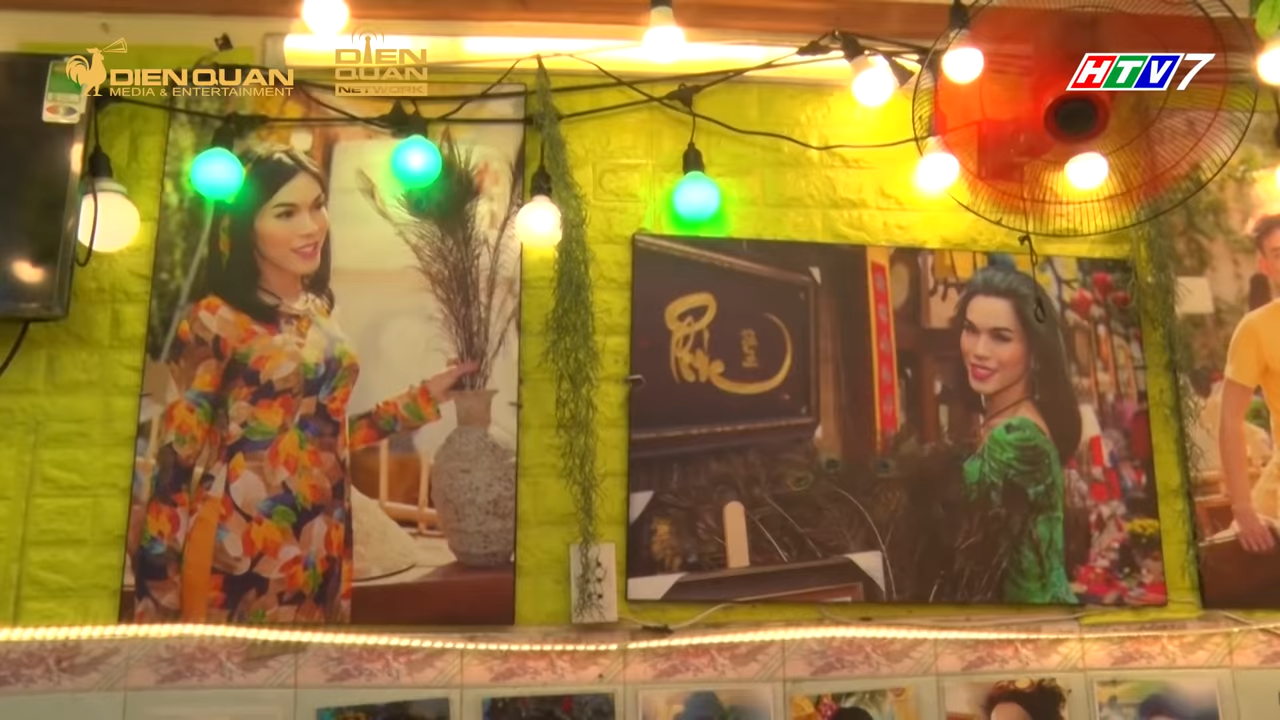 DIEN QUAN
MEDIA & ENTERTAINMENT
DIEN
QUAN
NETWORK
HTV7